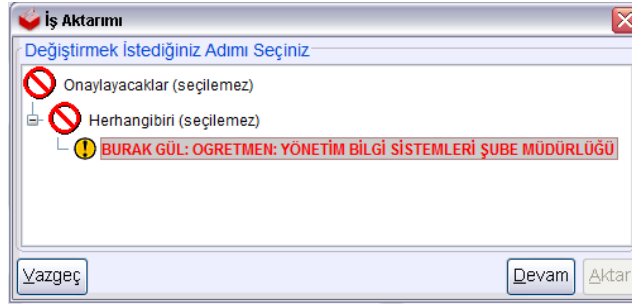 İş Aktarımı
Değiştirmek İstediğiniz Adımı Seçiniz
Onaylayacaklar (seçilemez)
Herhangibiri (seçilemez)
BURAK GÜL: OGRETMEN: YÖNETİM BİLGİ SİSTEMLERİ ŞUBE MÜDÜRLÜĞÜ
Vazgeç Devam Aktar